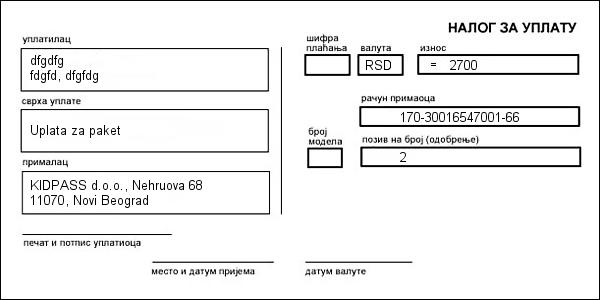 НАЛОГ ЗА УПЛАТУ
уплатилац
dfgdfg
fdgfd, dfgfdg
сврха уплате
Uplata za paket
прималац
KIDPASS d.o.o., Nehruova 68
11070, Novi Beograd
печат и потпис уплатиоца
место и датум пријема
шифра
плаћања
валута
RSD
износ
= 2700
рачун примаоца
170-30016547001-66
број
модела
позив на број (одобрење)
2
датум валуте